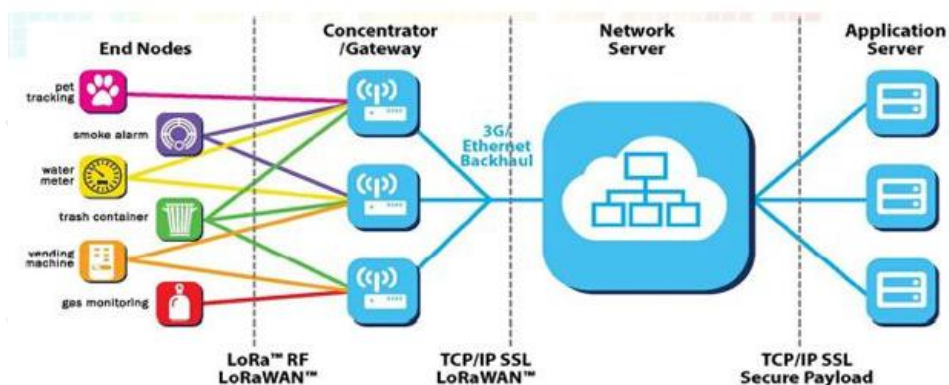 End Nodes
Concentrator
/Gateway
Network
Server
Application
Server
pet
tracking
smoke alarm
water
meter
trash container
vending
machine
gas monitoring
3G/
Ethernet
Backhaul
LoRa™ RF
LoRaWAN™
TCP/IP SSL
LoRaWAN™
TCP/IP SSL
Secure Payload